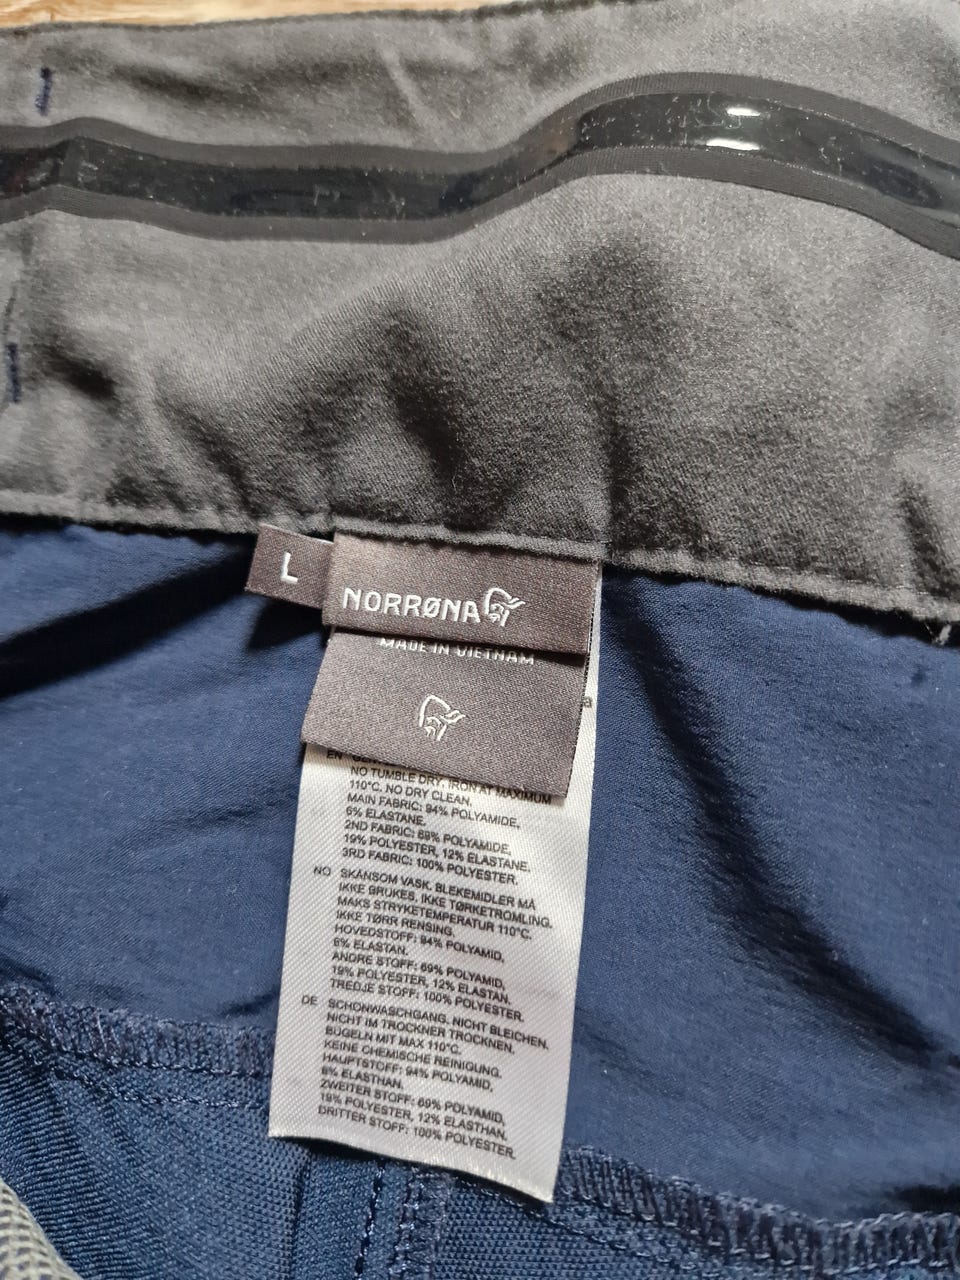 L
NORRØNA
MADE IN VIETNAM
a
EN
NO TUMBLE DRY. IRON AT MAXIMUM
110°C. NO DRY CLEAN.
MAIN FABRIC: 94% POLYAMIDE,
6% ELASTANE.
2ND FABRIC: 69% POLYAMIDE,
19% POLYESTER, 12% ELASTANE.
3RD FABRIC: 100% POLYESTER.
NO SKÅNSOM VASK. BLEKEMIDLER MÅ
IKKE BRUKES. IKKE TØRKETROMLING.
MAKS STRYKETEMPERATUR 110°C.
IKKE TØRR RENSING.
HOVEDSTOFF: 94% POLYAMID,
6% ELASTAN.
ANDRE STOFF: 69% POLYAMID,
19% POLYESTER, 12% ELASTAN.
TREDJE STOFF: 100% POLYESTER.
DE SCHONWASCHGANG. NICHT BLEICHEN.
NICHT IM TROCKNER TROCKNEN.
BÜGELN MIT MAX 110°C.
KEINE CHEMISCHE REINIGUNG.
HAUPTSTOFF: 94% POLYAMID,
6% ELASTHAN.
ZWEITER STOFF: 69% POLYAMID,
19% POLYESTER, 12% ELASTHAN.
DRITTER STOFF: 100% POLYESTER.